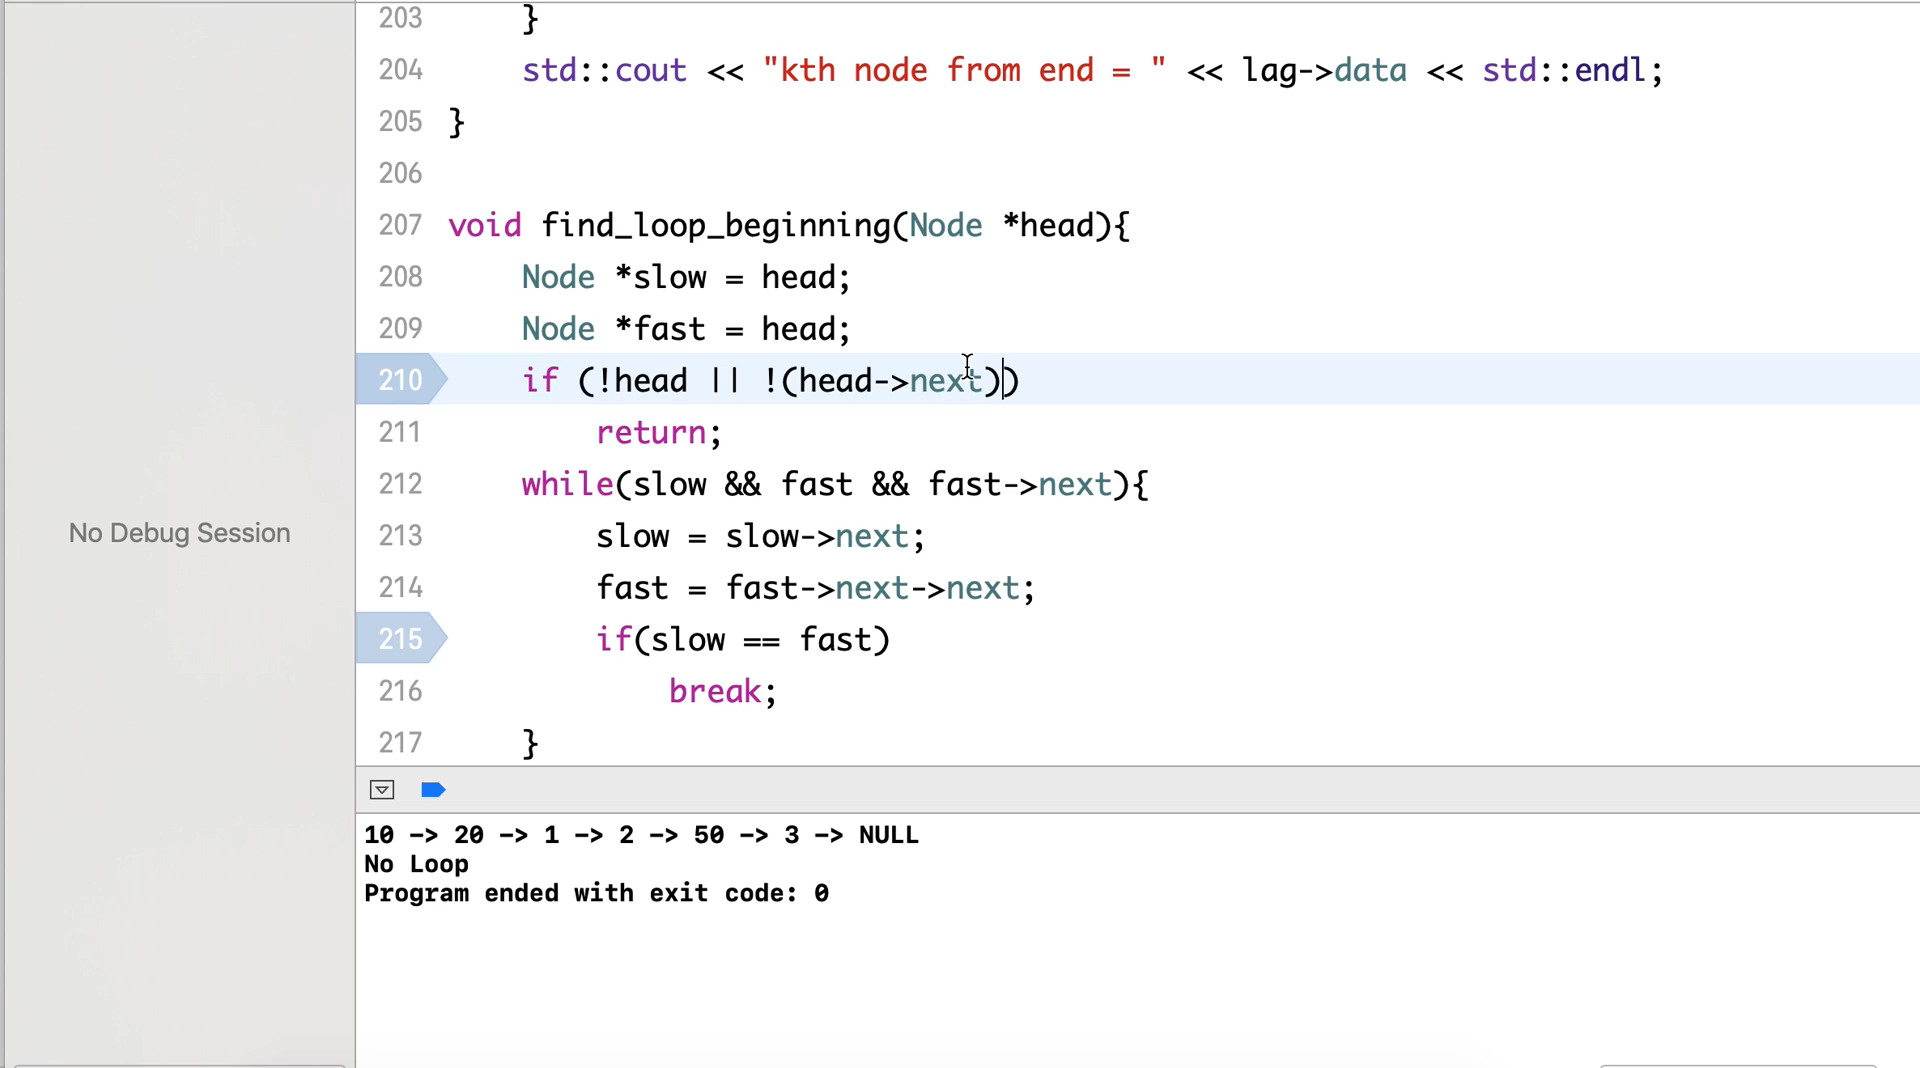 203 }
204 std::cout << "kth node from end = " << lag->data << std::endl;
205 }
206
207 void find_loop_beginning(Node *head){
208 Node *slow = head;
209 Node *fast = head;
210 if (!head || !(head->next))
211 return;
212 while(slow && fast && fast->next){
213 slow = slow->next;
214 fast = fast->next->next;
No Debug Session
215 if(slow == fast)
216 break;
217 }
10 -> 20 -> 1 -> 2 -> 50 -> 3 -> NULL
No Loop
Program ended with exit code: 0